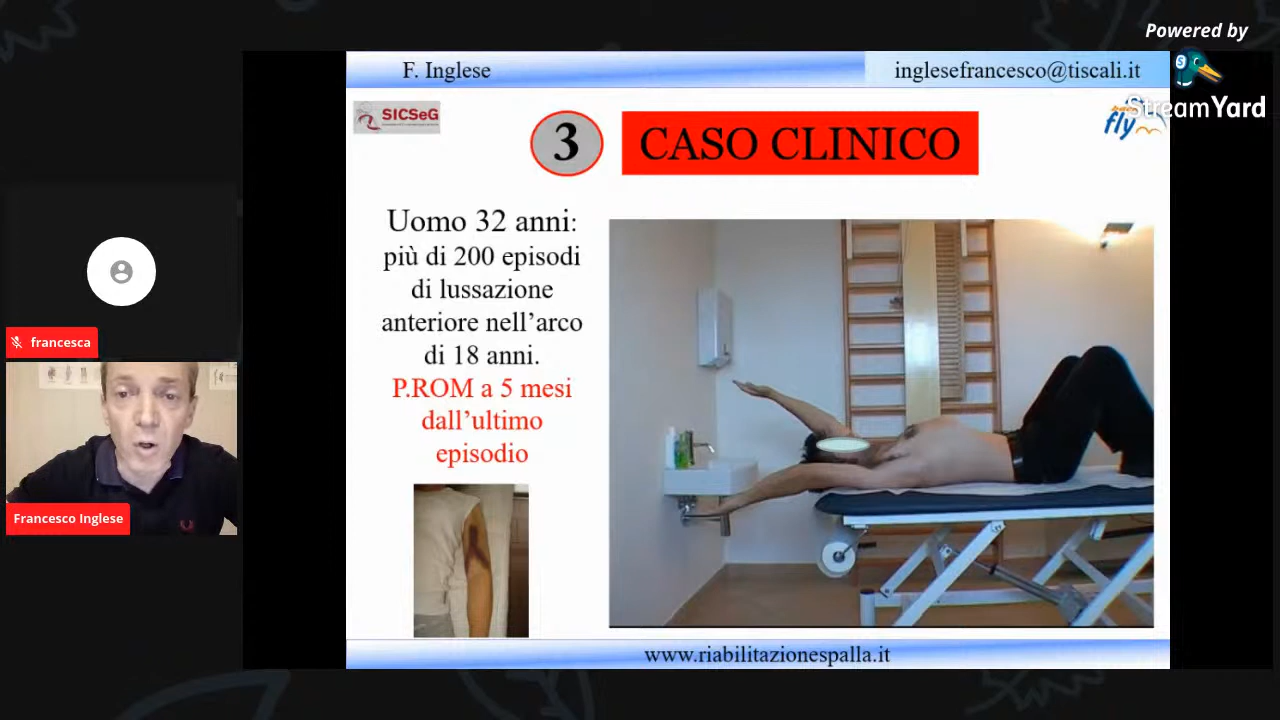 Powered by
StreamYard
F. Inglese
inglesefrancesco@tiscali.it
SICSeG
fly
3
CASO CLINICO
Uomo 32 anni:
più di 200 episodi
di lussazione
anteriore nell’arco
di 18 anni.
P.ROM a 5 mesi
dall’ultimo
episodio
francesca
Francesco Inglese
www.riabilitazionespalla.it